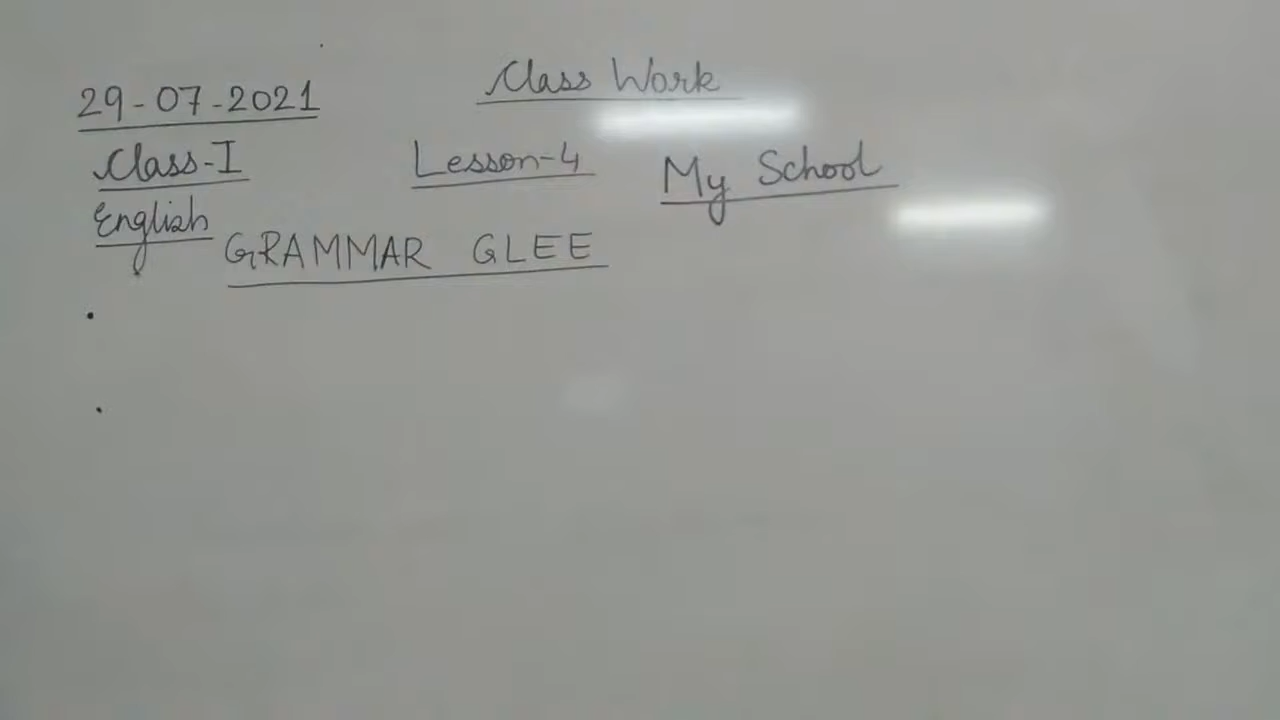 Class Work
29-07-2021
Class-I Lesson-4 My School
English
GRAMMAR GLEE